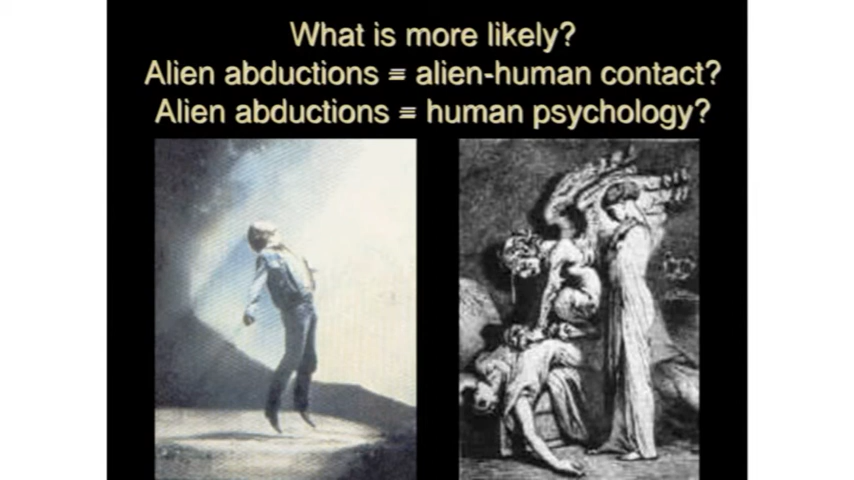 What is more likely?
Alien abductions = alien-human contact?
Alien abductions = human psychology?